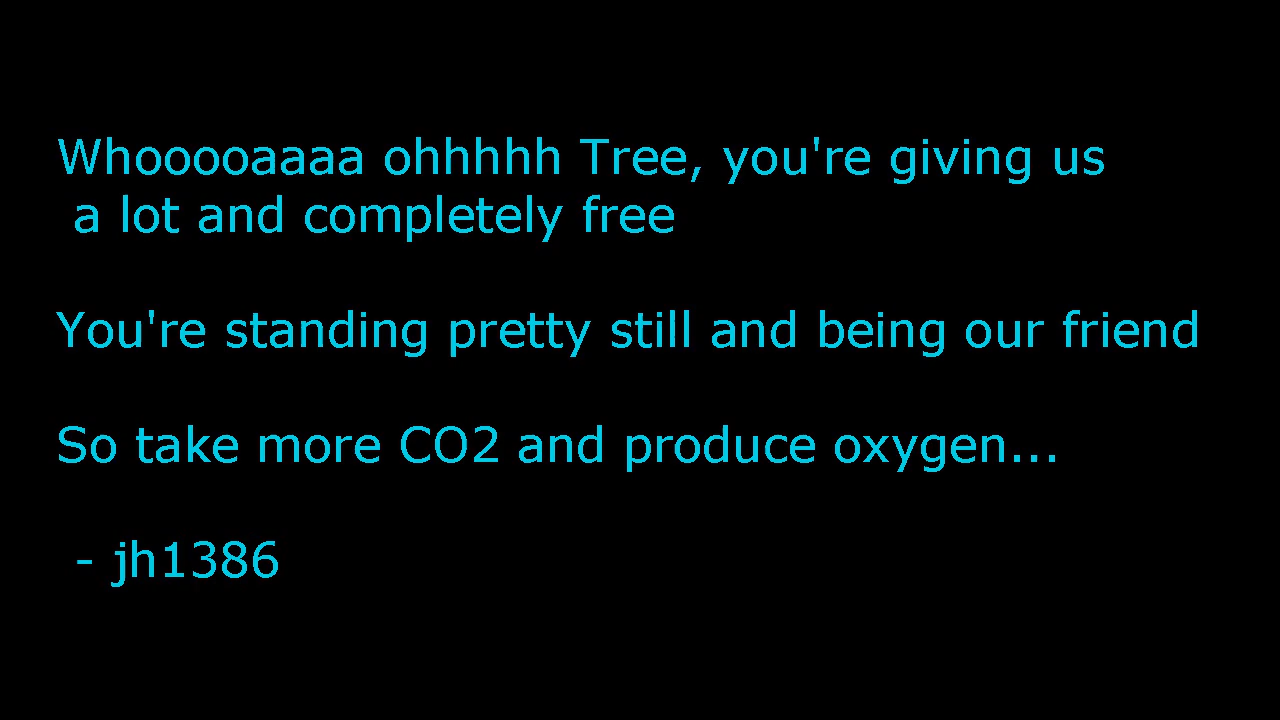 Whooooaaaa ohhhhh Tree, you're giving us
a lot and completely free
You're standing pretty still and being our friend
So take more CO2 and produce oxygen...
- jh1386